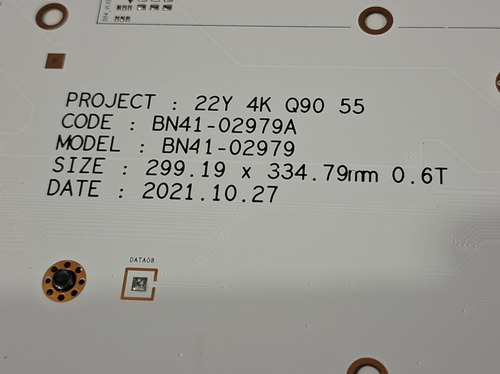 PROJECT : 22Y 4K Q90 55
CODE : BN41-02979A
MODEL : BN41-02979
SIZE : 299.19 x 334.79mm 0.6T
DATE : 2021.10.27
DATA08